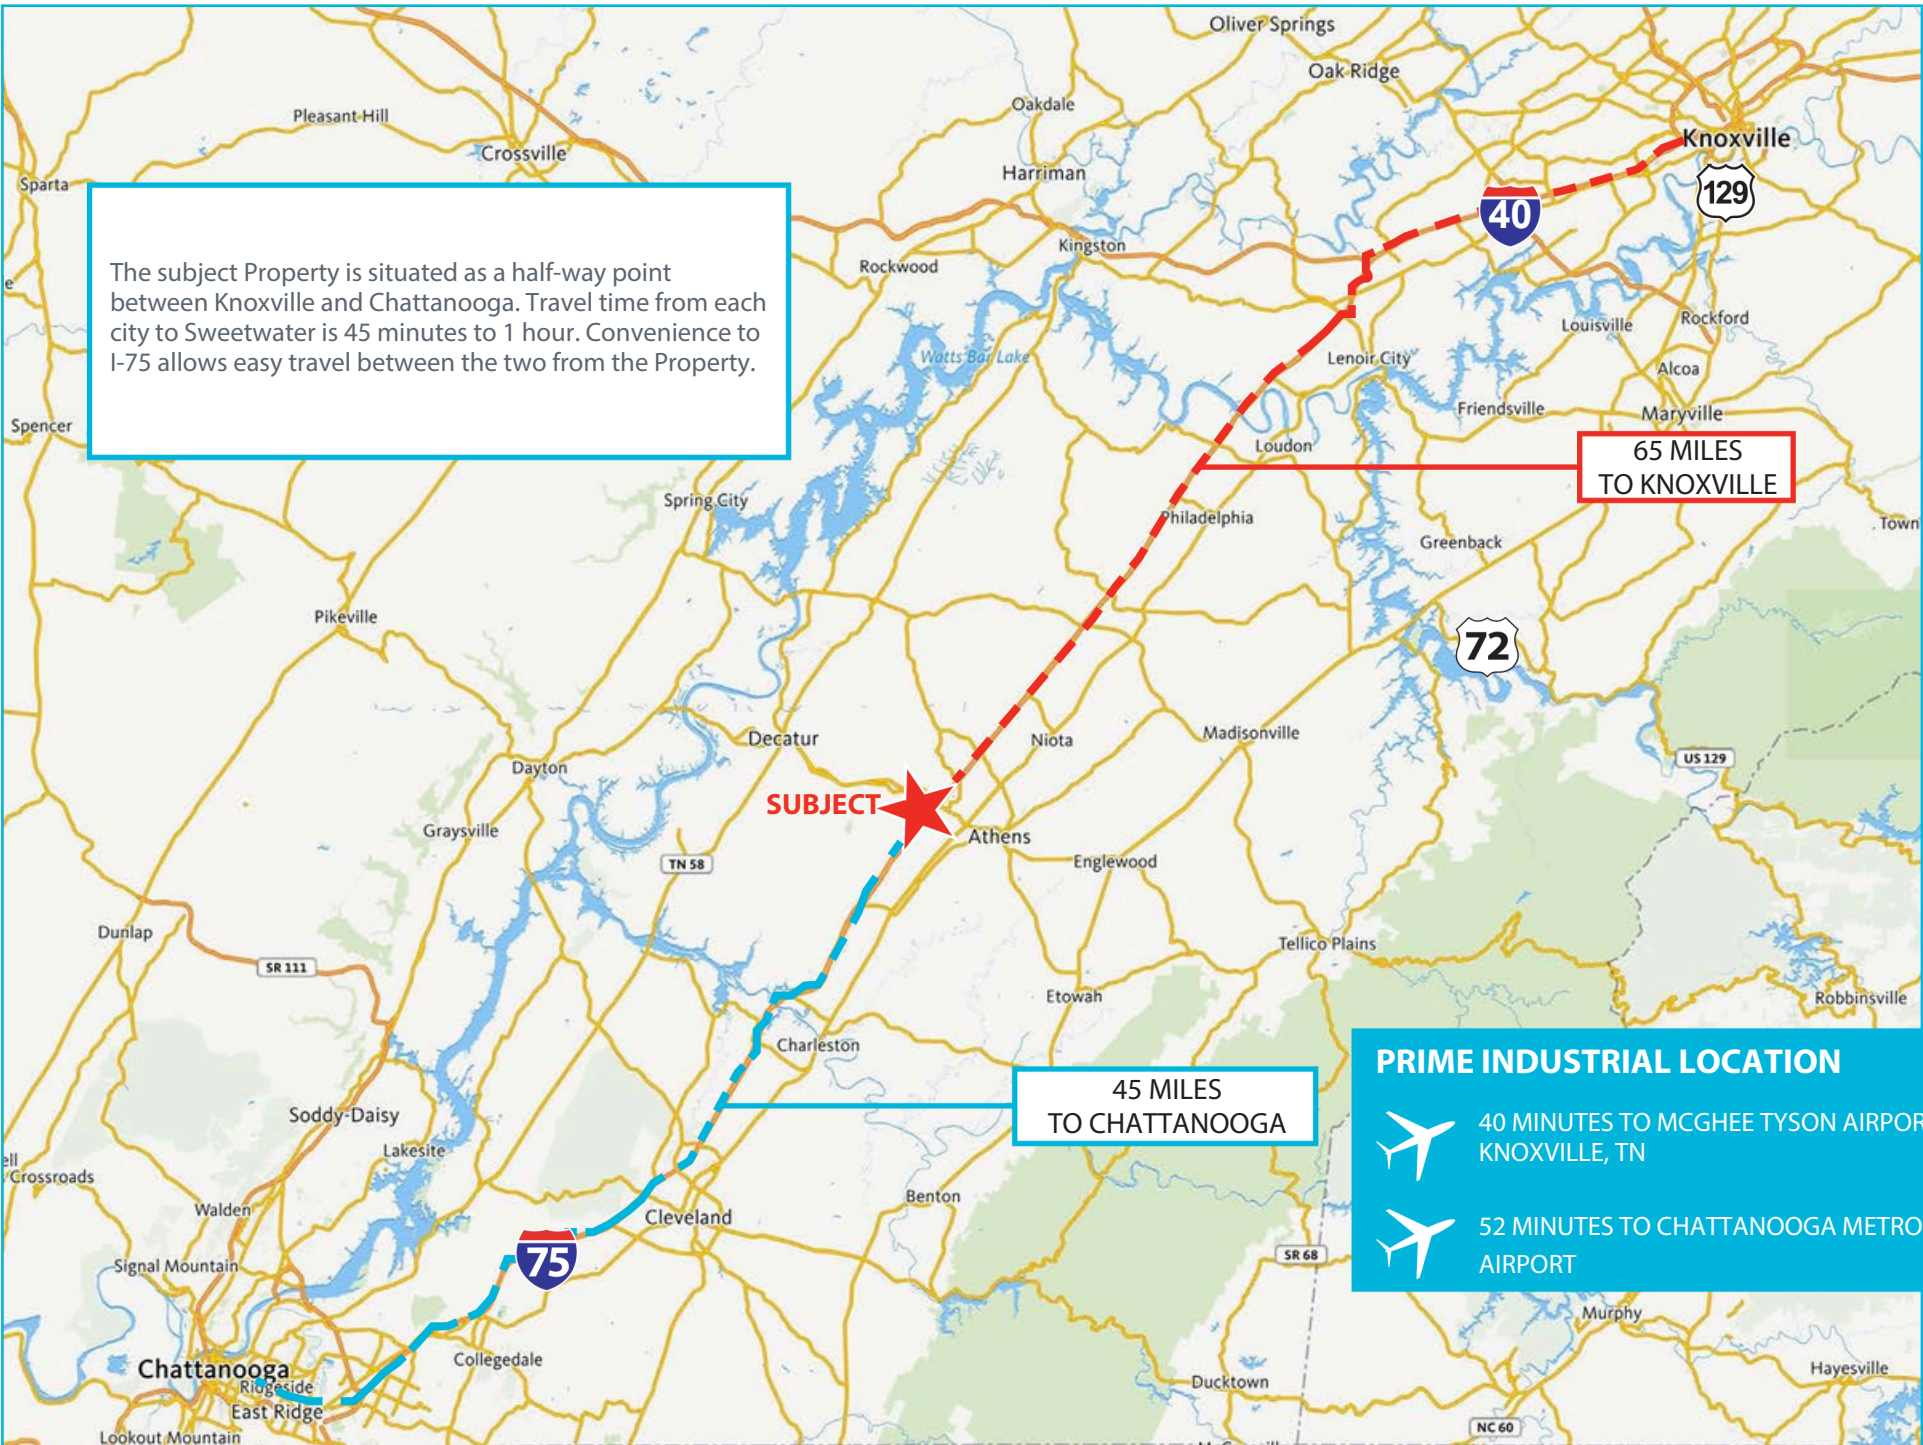 Oliver Springs
Oak Ridge
Oakdale
Pleasant Hill
Crossville
Knoxville
Harriman
Sparta
129
40
The subject Property is situated as a half-way point
between Knoxville and Chattanooga. Travel time from each
city to Sweetwater is 45 minutes to 1 hour. Convenience to
I-75 allows easy travel between the two from the Property.
Kingston
Rockwood
Louisville
Rockford
Watts Bar Lake
Lenoir City
Alcoa
Friendsville
Maryville
Spencer
Loudon
65 MILES
TO KNOXVILLE
Spring City
Philadelphia
Town
Greenback
Pikeville
72
Decatur
Niota
Madisonville
US 129
Dayton
SUBJECT
Graysville
Athens
TN 58
Englewood
Dunlap
SR 111
Tellico Plains
Etowah
Robbinsville
Charleston
PRIME INDUSTRIAL LOCATION
45 MILES
TO CHATTANOOGA
40 MINUTES TO MCGHEE TYSON AIRPOR
KNOXVILLE, TN
Soddy-Daisy
Lakesite
ell
Crossroads
Walden
Benton
Cleveland
52 MINUTES TO CHATTANOOGA METRO
AIRPORT
SR 68
75
Signal Mountain
Murphy
Chattanooga
Collegedale
Ridgeside
Hayesville
Ducktown
East Ridge
NC 60
Lookout Mountain